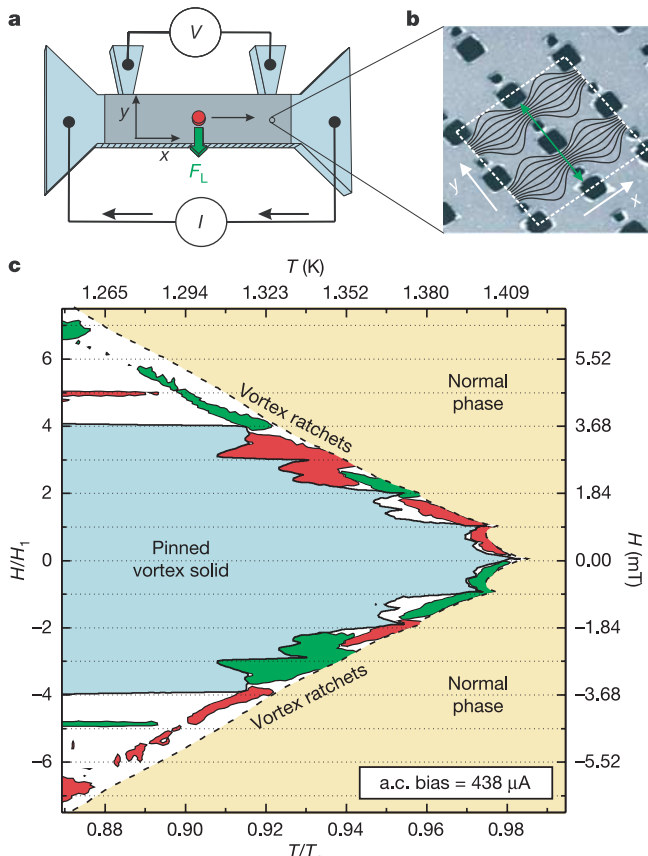 a
V
y
x
F_L
I
b
y
x
c
T (K)
1.265 1.294 1.323 1.352 1.380 1.409
6 5.52
4 3.68
2 1.84
0 0.00
−2 −1.84
−4 −3.68
−6 −5.52
H/H_1
H (mT)
Vortex ratchets
Normal
phase
Pinned
vortex solid
Vortex ratchets
Normal
phase
a.c. bias = 438 µA
0.88 0.90 0.92 0.94 0.96 0.98
T/T